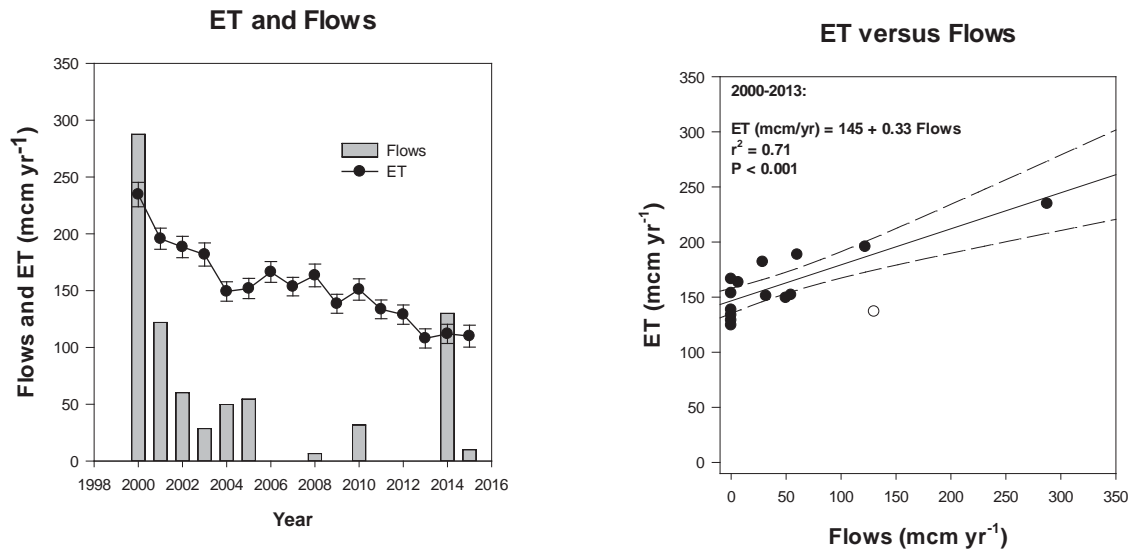 ET and Flows
Flows and ET (mcm yr-1)
350
300
250
200
150
100
50
0
Flows
ET
1998 2000 2002 2004 2006 2008 2010 2012 2014 2016
Year
ET versus Flows
ET (mcm yr-1)
350
300
250
200
150
100
50
0
2000-2013:
ET (mcm/yr) = 145 + 0.33 Flows
r2 = 0.71
P < 0.001
0 50 100 150 200 250 300 350
Flows (mcm yr-1)